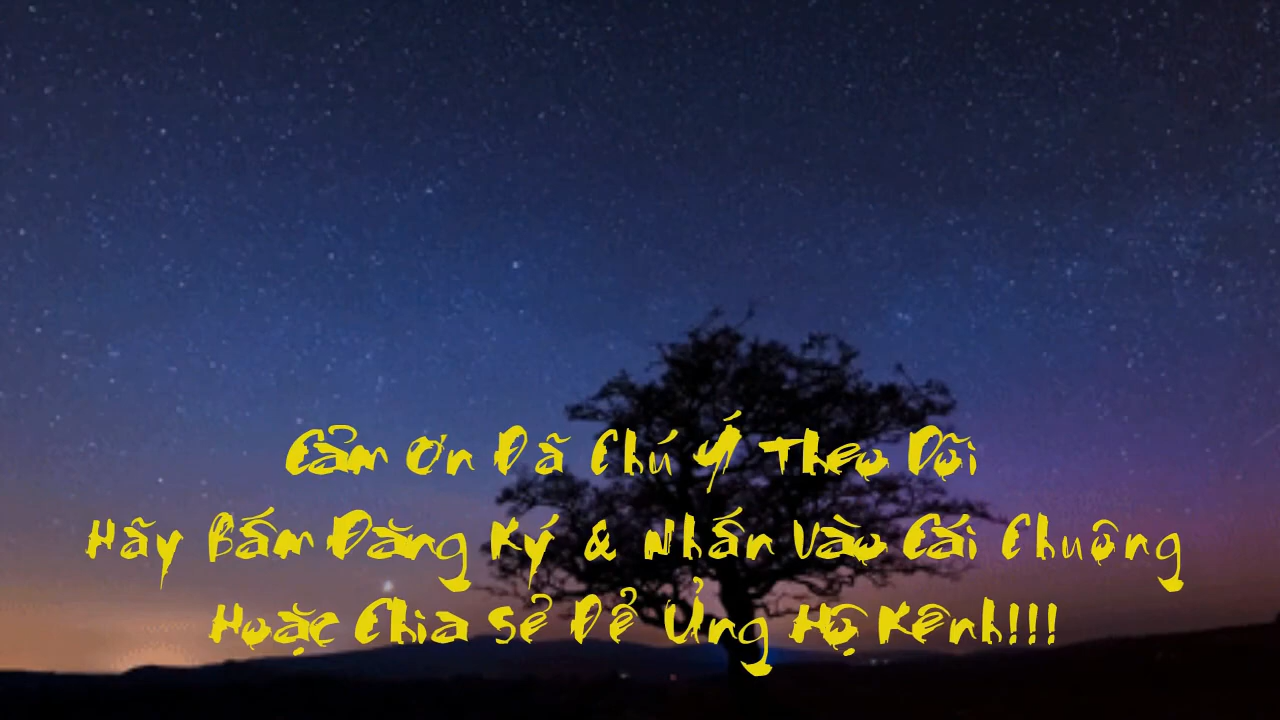 Cảm Ơn Đã Chú Ý Theo Dõi
Hãy Bấm Đăng Ký & Nhấn Vào Cái Chuông
Hoặc Chia Sẻ Để Ủng Hộ Kênh!!!